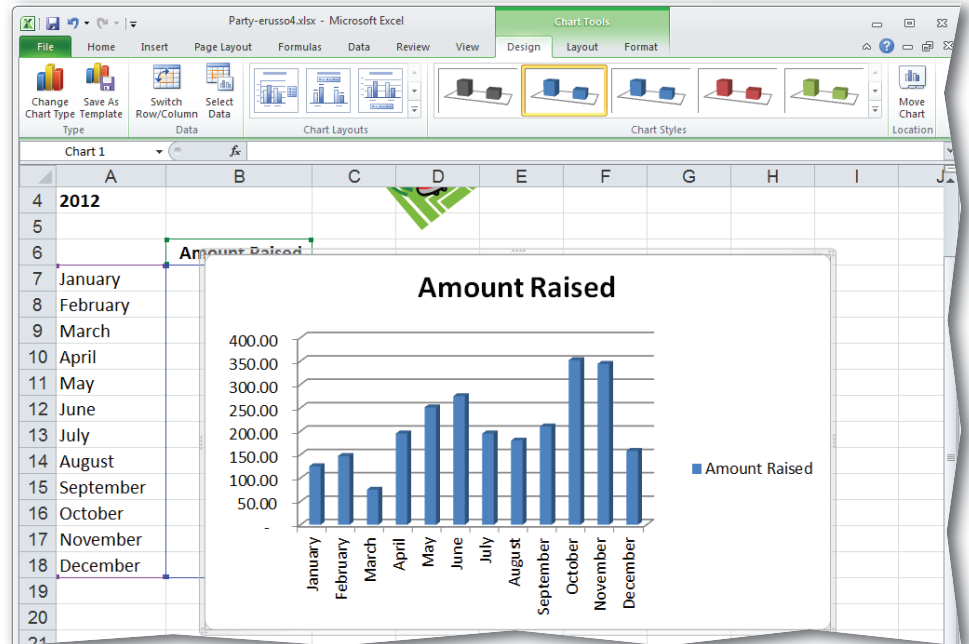 Party-erusso4.xlsx - Microsoft Excel
Chart Tools
File Home Insert Page Layout Formulas Data Review View Design Layout Format
Change Chart Type
Save As Template
Switch Row/Column
Select Data
Move Chart
Type Data Chart Layouts Chart Styles Location
Chart 1 fx
A B C D E F G H I J
4 2012
5
6 Amount Raised
7 January
8 February
9 March
10 April
11 May
12 June
13 July
14 August
15 September
16 October
17 November
18 December
19
20
21
Amount Raised
400.00
350.00
300.00
250.00
200.00
150.00
100.00
50.00
-
January February March April May June July August September October November December
Amount Raised